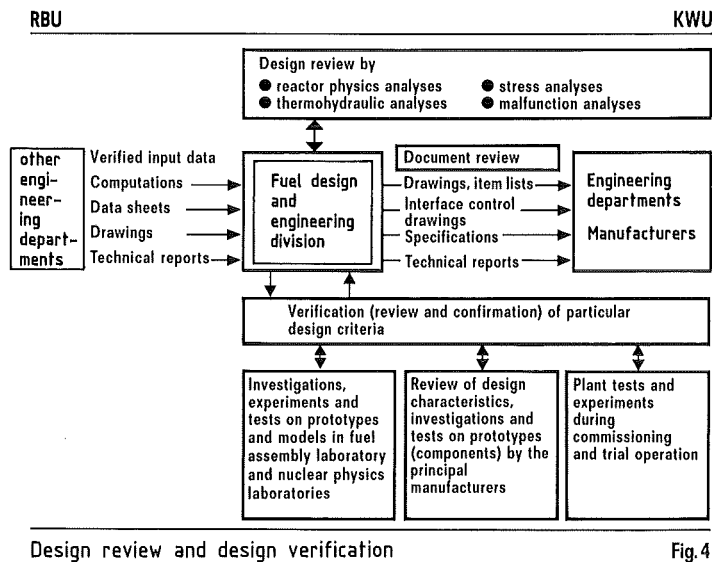 RBU
KWU
Design review by
● reactor physics analyses
● stress analyses
● thermohydraulic analyses
● malfunction analyses
other
engi-
nee-
ring
depart-
ments
Verified input data
Computations
Data sheets
Drawings
Technical reports
Fuel design
and
engineering
division
Document review
Drawings, item lists
Interface control
drawings
Specifications
Technical reports
Engineering
departments
Manufacturers
Verification (review and confirmation) of particular
design criteria
Investigations,
experiments and
tests on prototypes
and models in fuel
assembly laboratory
and nuclear physics
laboratories
Review of design
characteristics,
investigations and
tests on prototypes
(components) by the
principal
manufacturers
Plant tests and
experiments
during
commissioning
and trial operation
Design review and design verification
Fig.4